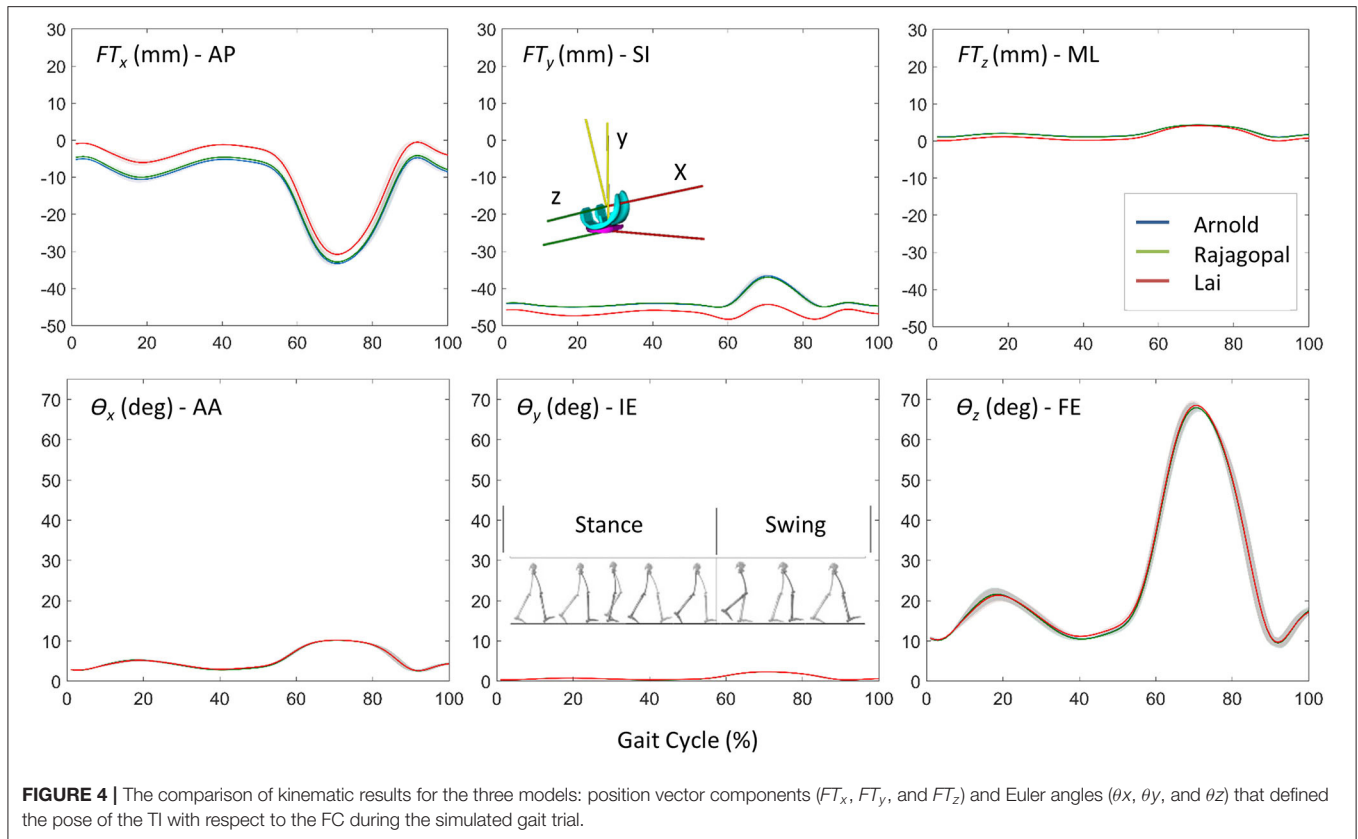 FTx (mm) - AP
30
20
10
0
-10
-20
-30
-40
-50
0 20 40 60 80 100
FTy (mm) - SI
30
20
10
0
-10
-20
-30
-40
-50
y
X
z
0 20 40 60 80 100
FTz (mm) - ML
30
20
10
0
-10
-20
-30
-40
-50
Arnold
Rajagopal
Lai
0 20 40 60 80 100
ϴx (deg) - AA
70
60
50
40
30
20
10
0
0 20 40 60 80 100
ϴy (deg) - IE
70
60
50
40
30
20
10
0
Stance Swing
0 20 40 60 80 100
ϴz (deg) - FE
70
60
50
40
30
20
10
0
0 20 40 60 80 100
Gait Cycle (%)
FIGURE 4 | The comparison of kinematic results for the three models: position vector components (FTx, FTy, and FTz) and Euler angles (θx, θy, and θz) that defined
the pose of the TI with respect to the FC during the simulated gait trial.